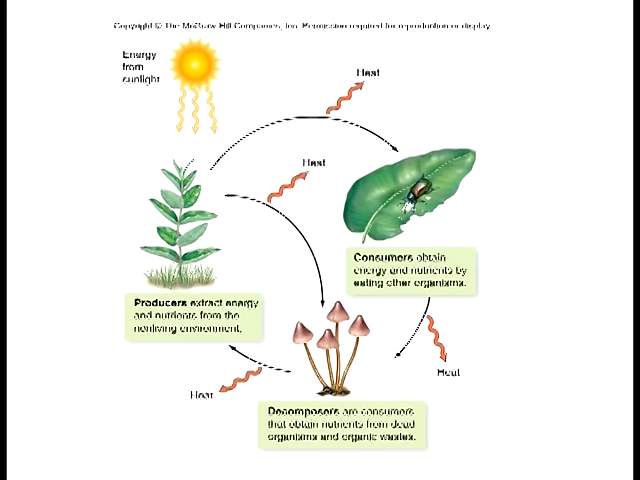 Copyright © The McGraw-Hill Companies, Inc. Permission required for reproduction or display.
Energy
from
sunlight
Heat
Heat
Consumers obtain
energy and nutrients by
eating other organisms.
Producers extract energy
and nutrients from the
nonliving environment.
Heat
Heat
Decomposers are consumers
that obtain nutrients from dead
organisms and organic wastes.